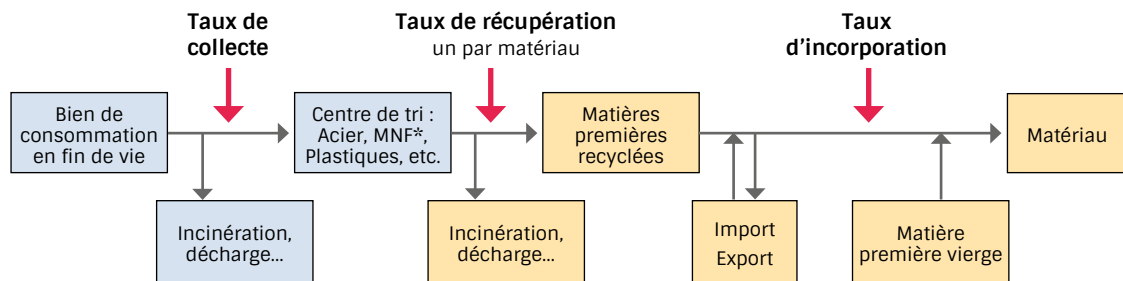 Taux de
collecte
Taux de récupération
un par matériau
Taux
d'incorporation
Bien de
consommation
en fin de vie
Centre de tri :
Acier, MNF*,
Plastiques, etc.
Matières
premières
recyclées
Matériau
Incinération,
décharge...
Incinération,
décharge...
Import
Export
Matière
première vierge